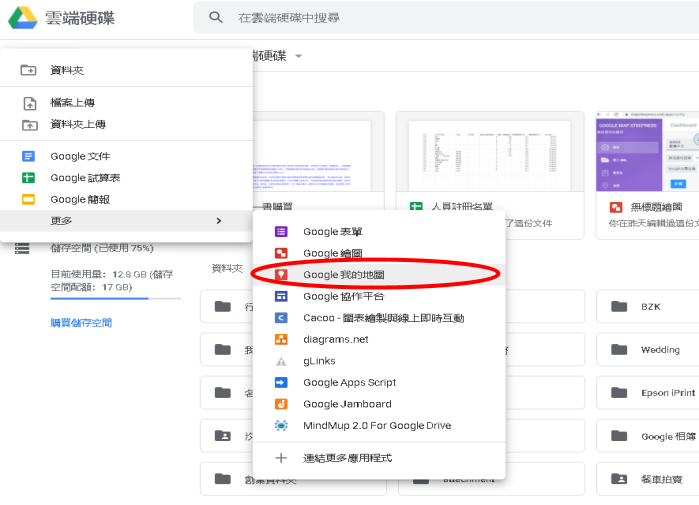 雲端硬碟
在雲端硬碟中搜尋
資料夾
檔案上傳
資料夾上傳
Google 文件
Google 試算表
Google 簡報
更多
端硬碟
儲存空間 (已使用 75%)
目前使用量： 12.8 GB (儲存
空間配額： 17 GB)
購買儲存空間
GOOGLE MAP STEEPNESS
Dashboard
書購買
人員註冊名單
了這份文件
無標題繪圖
你在昨天編輯過這份文
資料夾
Google 表單
Google 繪圖
Google 我的地圖
Google 協作平台
Cacoo - 圖表繪製與線上即時互動
diagrams.net
gLinks
Google Apps Script
Google Jamboard
MindMup 2.0 For Google Drive
連結更多應用程式
BZK
Wedding
Epson iPrint
Google 相簿
餐車拍賣
創業資料夾
attachment